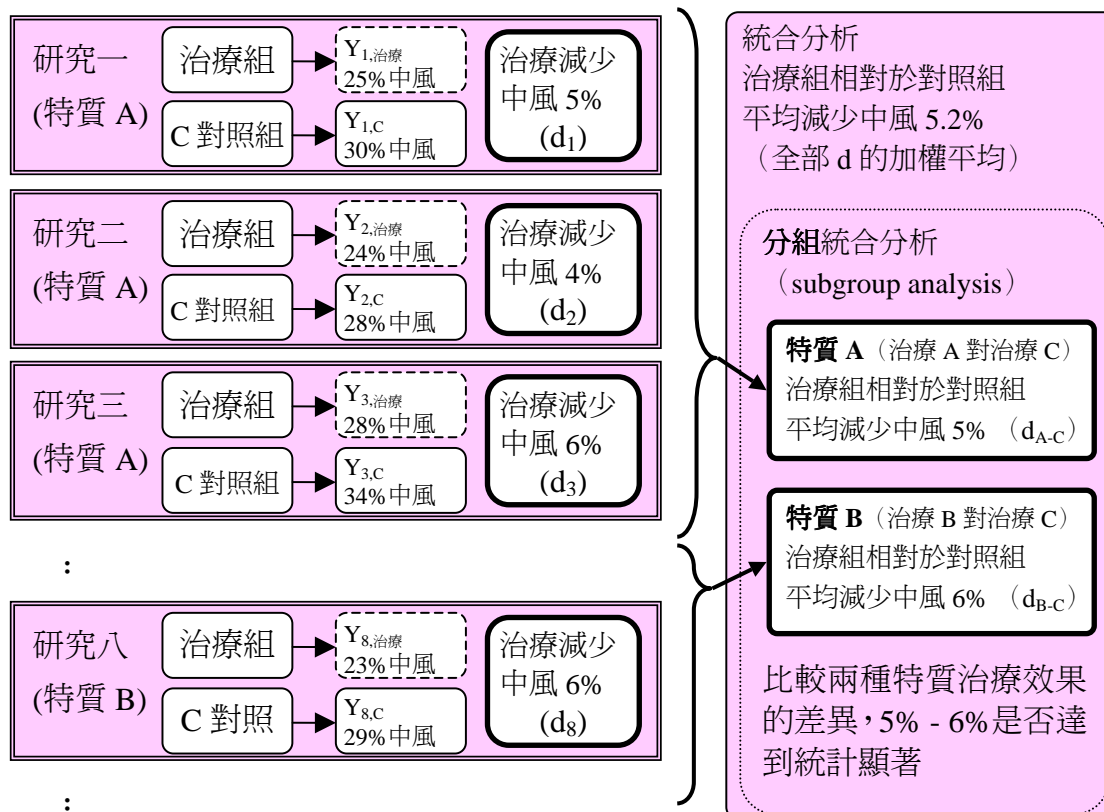 研究一
(特質 A)
治療組
Y1,治療
25%中風
C 對照組
Y1,C
30%中風
治療減少
中風 5%
(d1)
研究二
(特質 A)
治療組
Y2,治療
24%中風
C 對照組
Y2,C
28%中風
治療減少
中風 4%
(d2)
研究三
(特質 A)
治療組
Y3,治療
28%中風
C 對照組
Y3,C
34%中風
治療減少
中風 6%
(d3)
:
研究八
(特質 B)
治療組
Y8,治療
23%中風
C 對照
Y8,C
29%中風
治療減少
中風 6%
(d8)
:
統合分析
治療組相對於對照組
平均減少中風 5.2%
（全部 d 的加權平均）
分組統合分析
（subgroup analysis）
特質 A（治療 A 對治療 C）
治療組相對於對照組
平均減少中風 5% （dA-C）
特質 B（治療 B 對治療 C）
治療組相對於對照組
平均減少中風 6% （dB-C）
比較兩種特質治療效果
的差異，5% - 6%是否達
到統計顯著